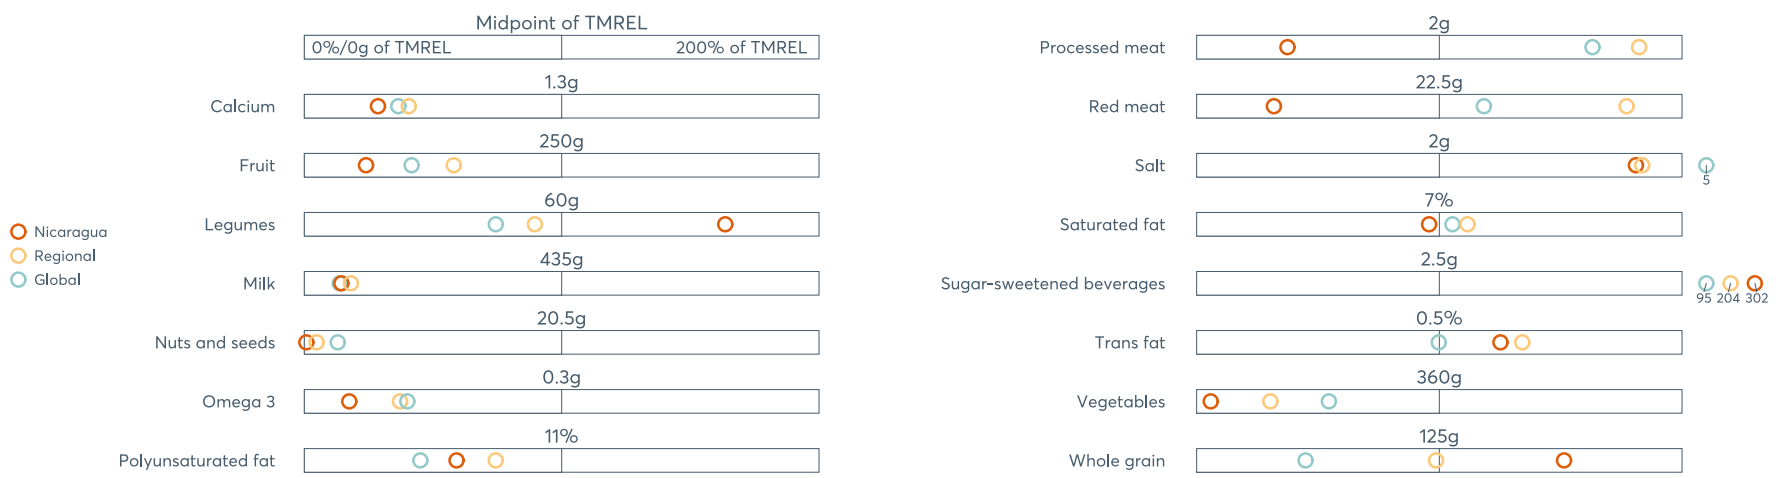 Midpoint of TMREL
0%/0g of TMREL 200% of TMREL
1.3g
Calcium
250g
Fruit
60g
Legumes
435g
Milk
20.5g
Nuts and seeds
0.3g
Omega 3
11%
Polyunsaturated fat
Nicaragua
Regional
Global
2g
Processed meat
22.5g
Red meat
2g
Salt
5
7%
Saturated fat
2.5g
Sugar-sweetened beverages
95 204 302
0.5%
Trans fat
360g
Vegetables
125g
Whole grain